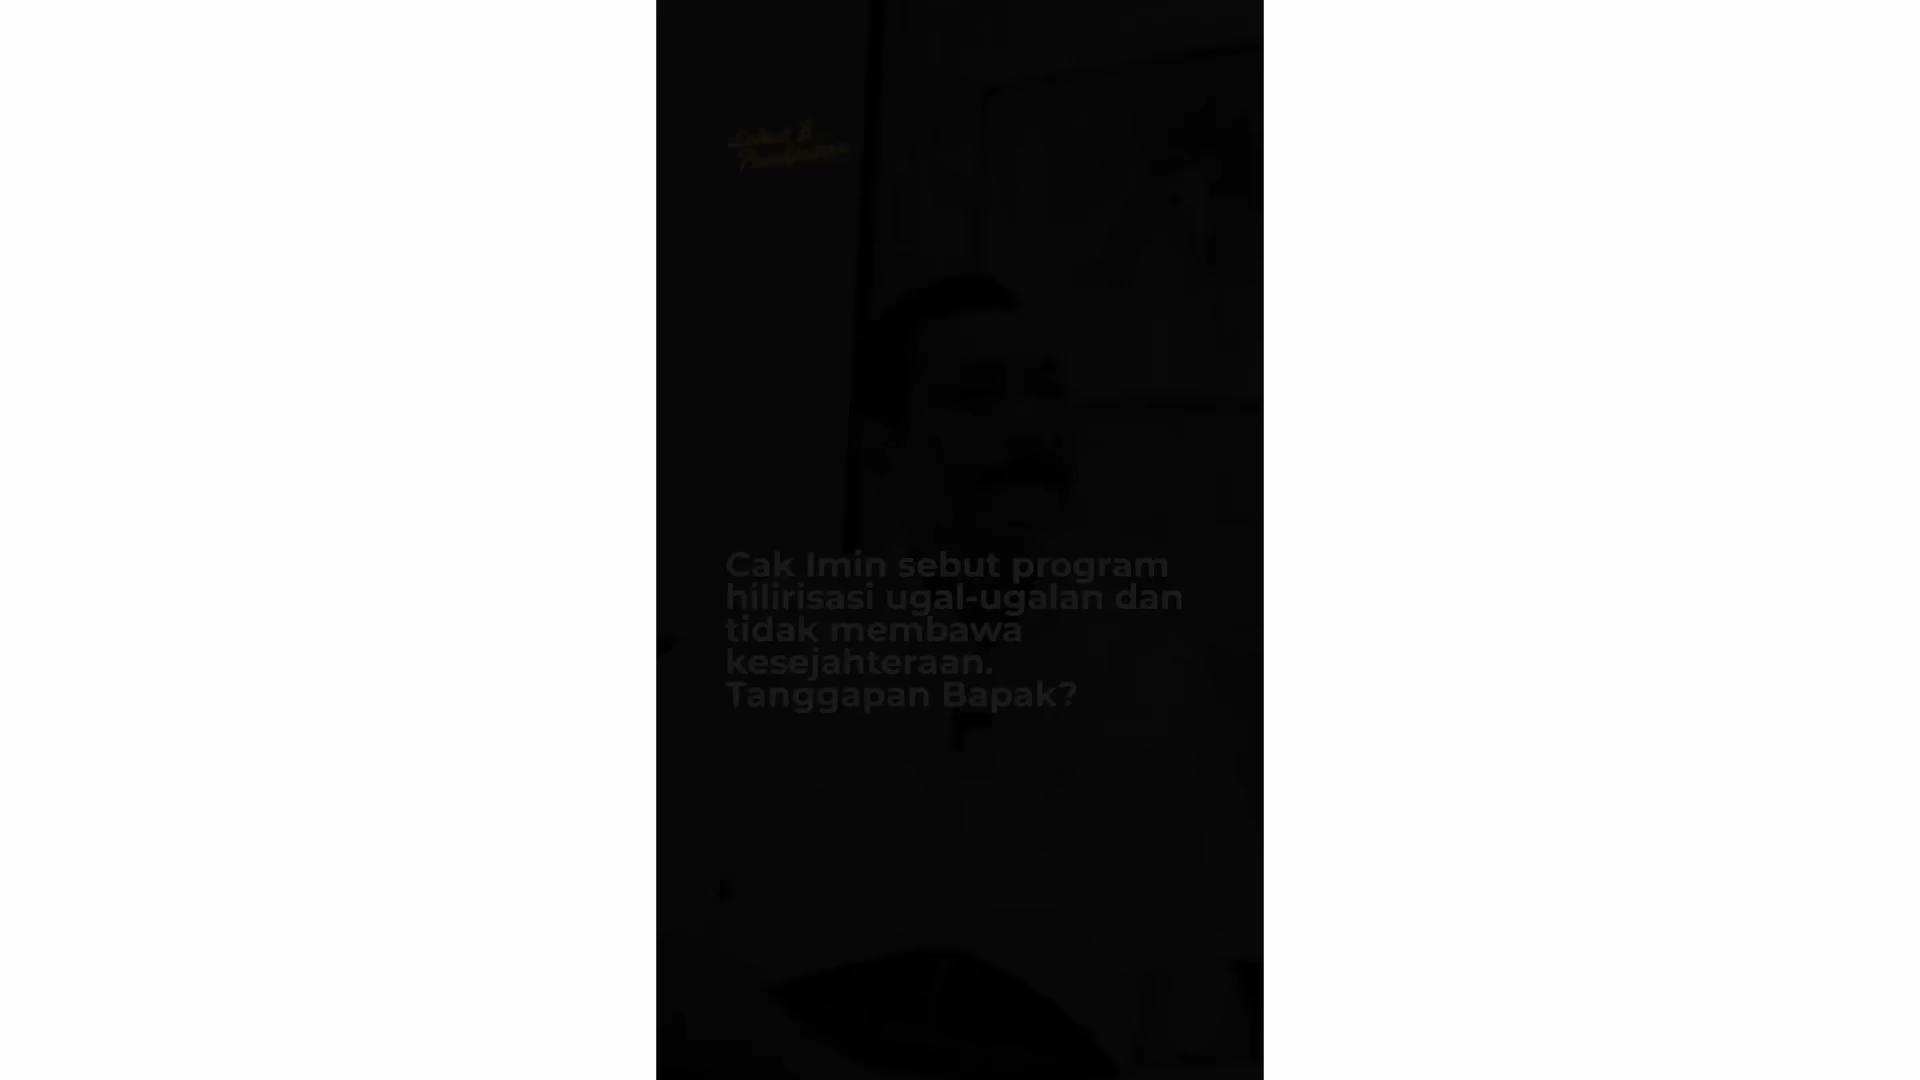 Cak Imin sebut program
hilirisasi ugal-ugalan dan
tidak membawa
kesejahteraan.
Tanggapan Bapak?